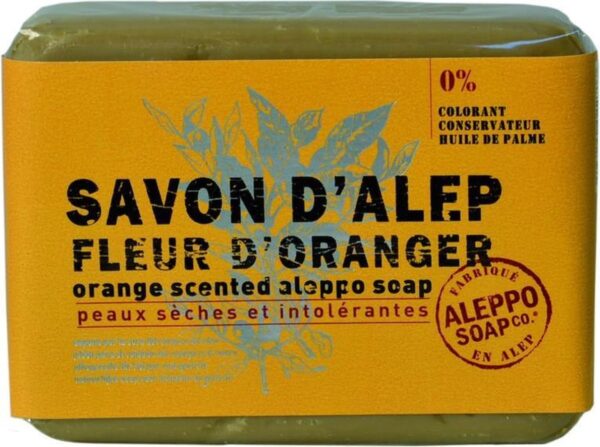 0%
COLORANT
CONSERVATEUR
HUILE DE PALME
SAVON D'ALEP
FLEUR D'ORANGER
orange scented aleppo soap
peaux sèches et intolérantes
FABRIQUÉ
ALEPPO
SOAP CO.®
EN ALEP